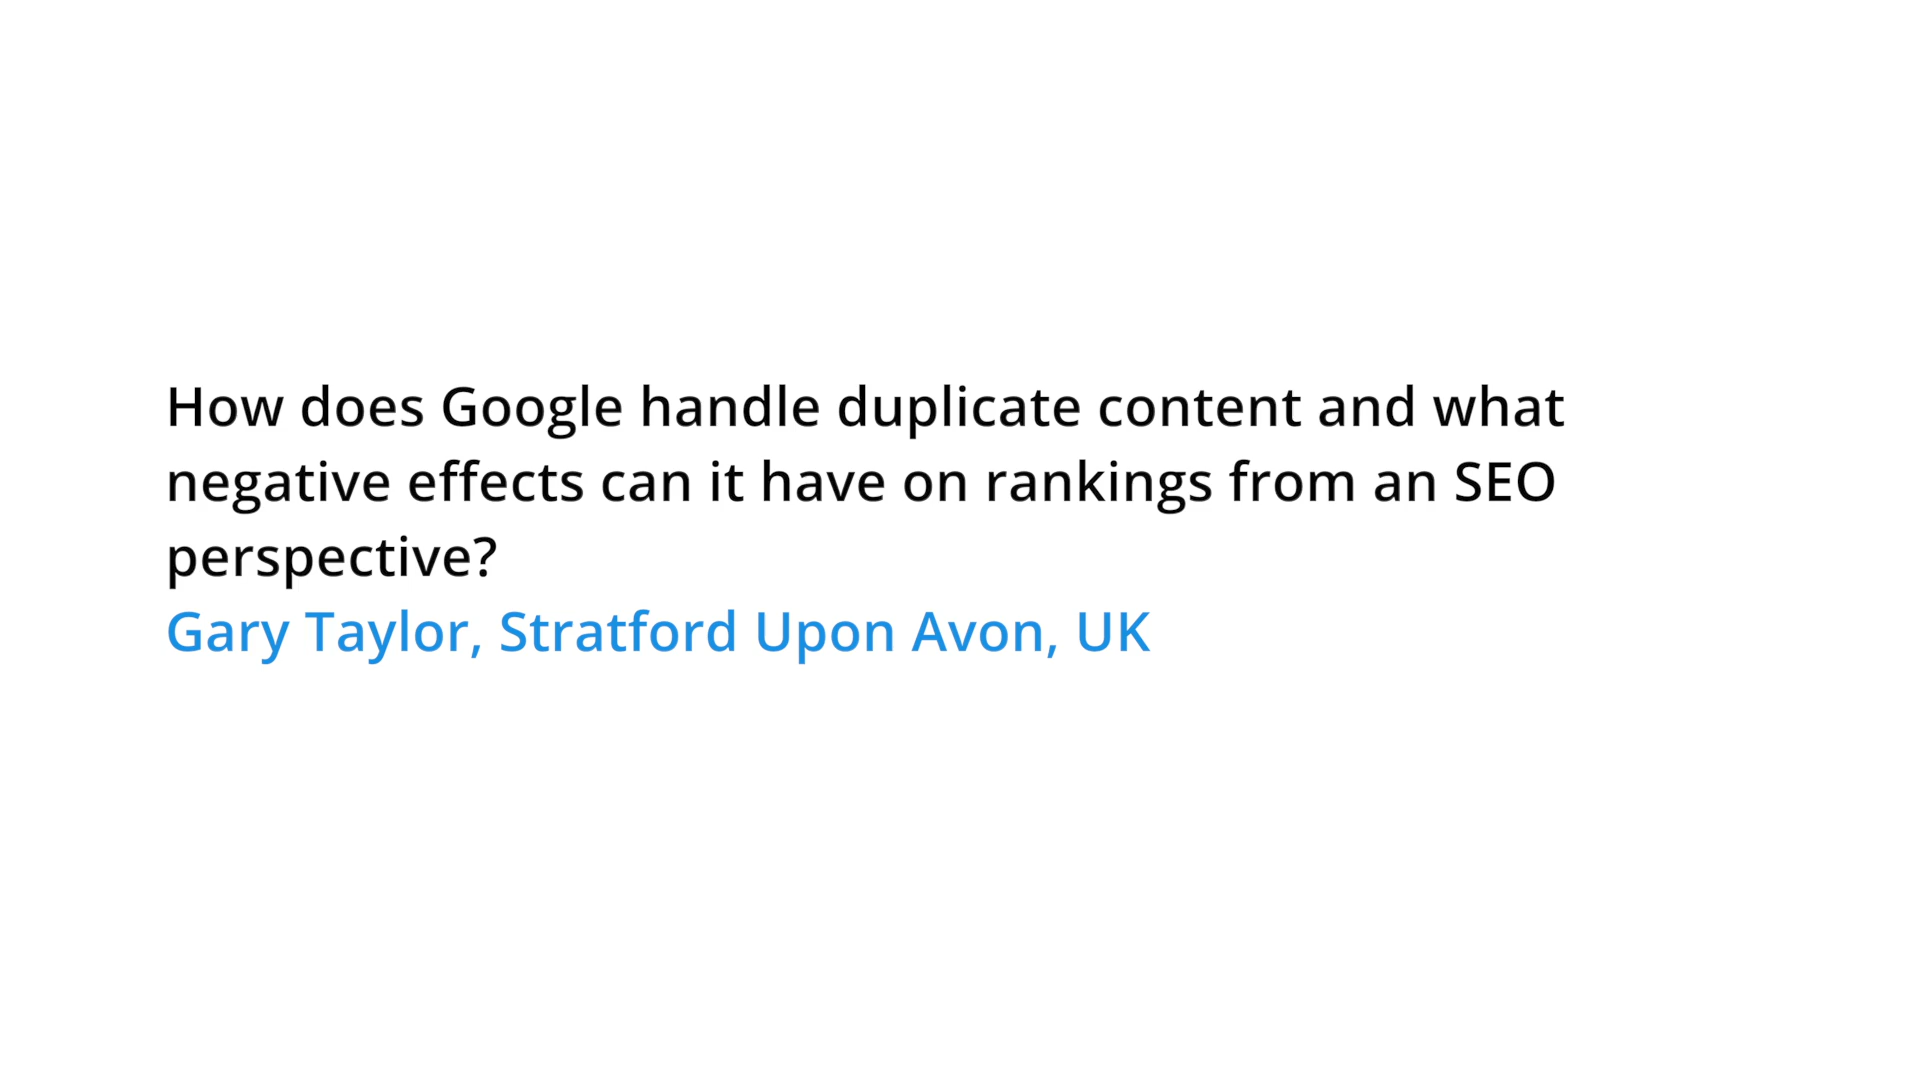 How does Google handle duplicate content and what
negative effects can it have on rankings from an SEO
perspective?
Gary Taylor, Stratford Upon Avon, UK